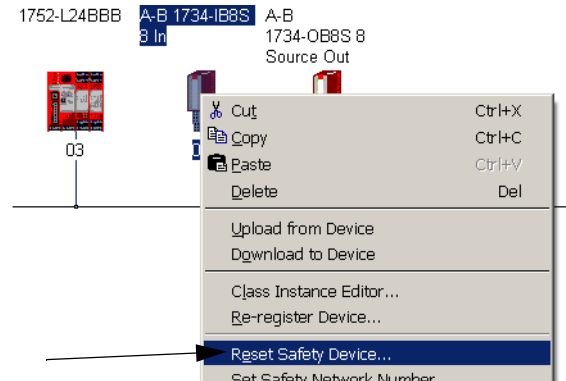 1752-L24BBB
A-B 1734-IB8S
8 In
A-B
1734-OB8S 8
Source Out
03
Cut Ctrl+X
Copy Ctrl+C
Paste Ctrl+V
Delete Del
Upload from Device
Download to Device
Class Instance Editor...
Re-register Device...
Reset Safety Device...
Set Safety Network Number